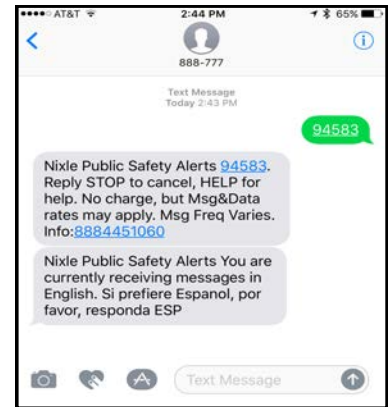 AT&T 2:44 PM 65%
888-777
Text Message
Today 2:43 PM
94583
Nixle Public Safety Alerts 94583.
Reply STOP to cancel, HELP for
help. No charge, but Msg&Data
rates may apply. Msg Freq Varies.
Info:8884451060
Nixle Public Safety Alerts You are
currently receiving messages in
English. Si prefiere Espanol, por
favor, responda ESP
Text Message